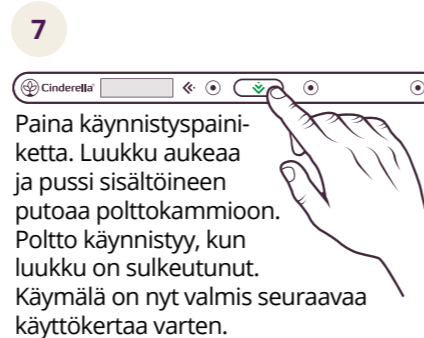 7
Cinderella
Paina käynnistyspaini-
ketta. Luukku aukeaa
ja pussi sisältöineen
putoaa polttokammioon.
Poltto käynnistyy, kun
luukku on sulkeutunut.
Käymälä on nyt valmis seuraavaa
käyttökertaa varten.